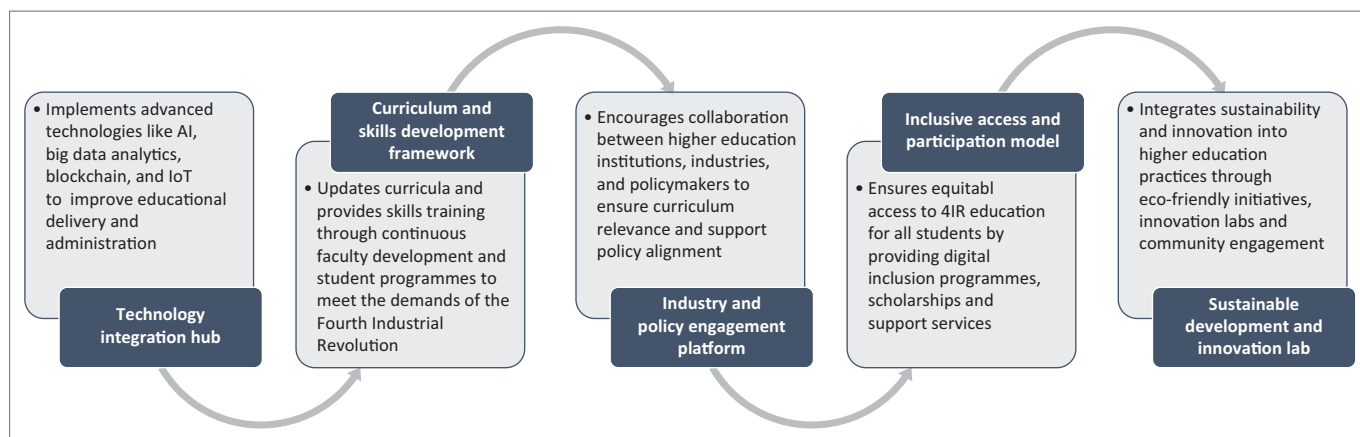 • Implements advanced
technologies like AI,
big data analytics,
blockchain, and IoT
to improve educational
delivery and
administration
Technology
integration hub
Curriculum and
skills development
framework
• Updates curricula and
provides skills training
through continuous
faculty development and
student programmes to
meet the demands of the
Fourth Industrial
Revolution
• Encourages collaboration
between higher education
institutions, industries,
and policymakers to
ensure curriculum
relevance and support
policy alignment
Industry and
policy engagement
platform
Inclusive access and
participation model
• Ensures equitabl
access to 4IR education
for all students by
providing digital
inclusion programmes,
scholarships and
support services
• Integrates sustainability
and innovation into
higher education
practices through
eco-friendly initiatives,
innovation labs and
community engagement
Sustainable
development and
innovation lab